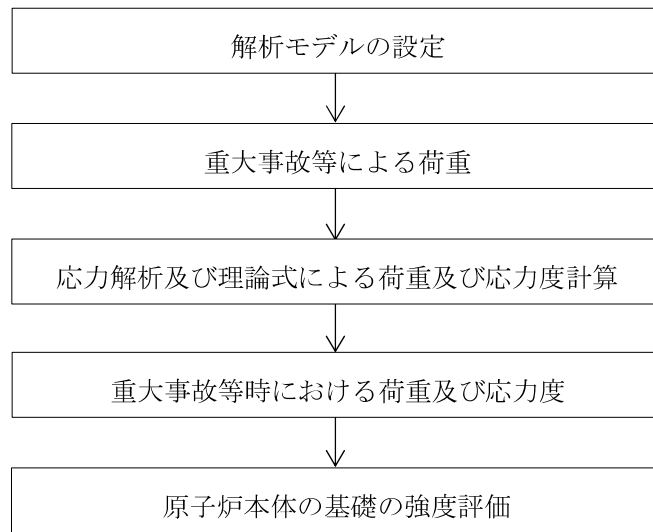 解析モデルの設定
重大事故等による荷重
応力解析及び理論式による荷重及び応力度計算
重大事故等時における荷重及び応力度
原子炉本体の基礎の強度評価